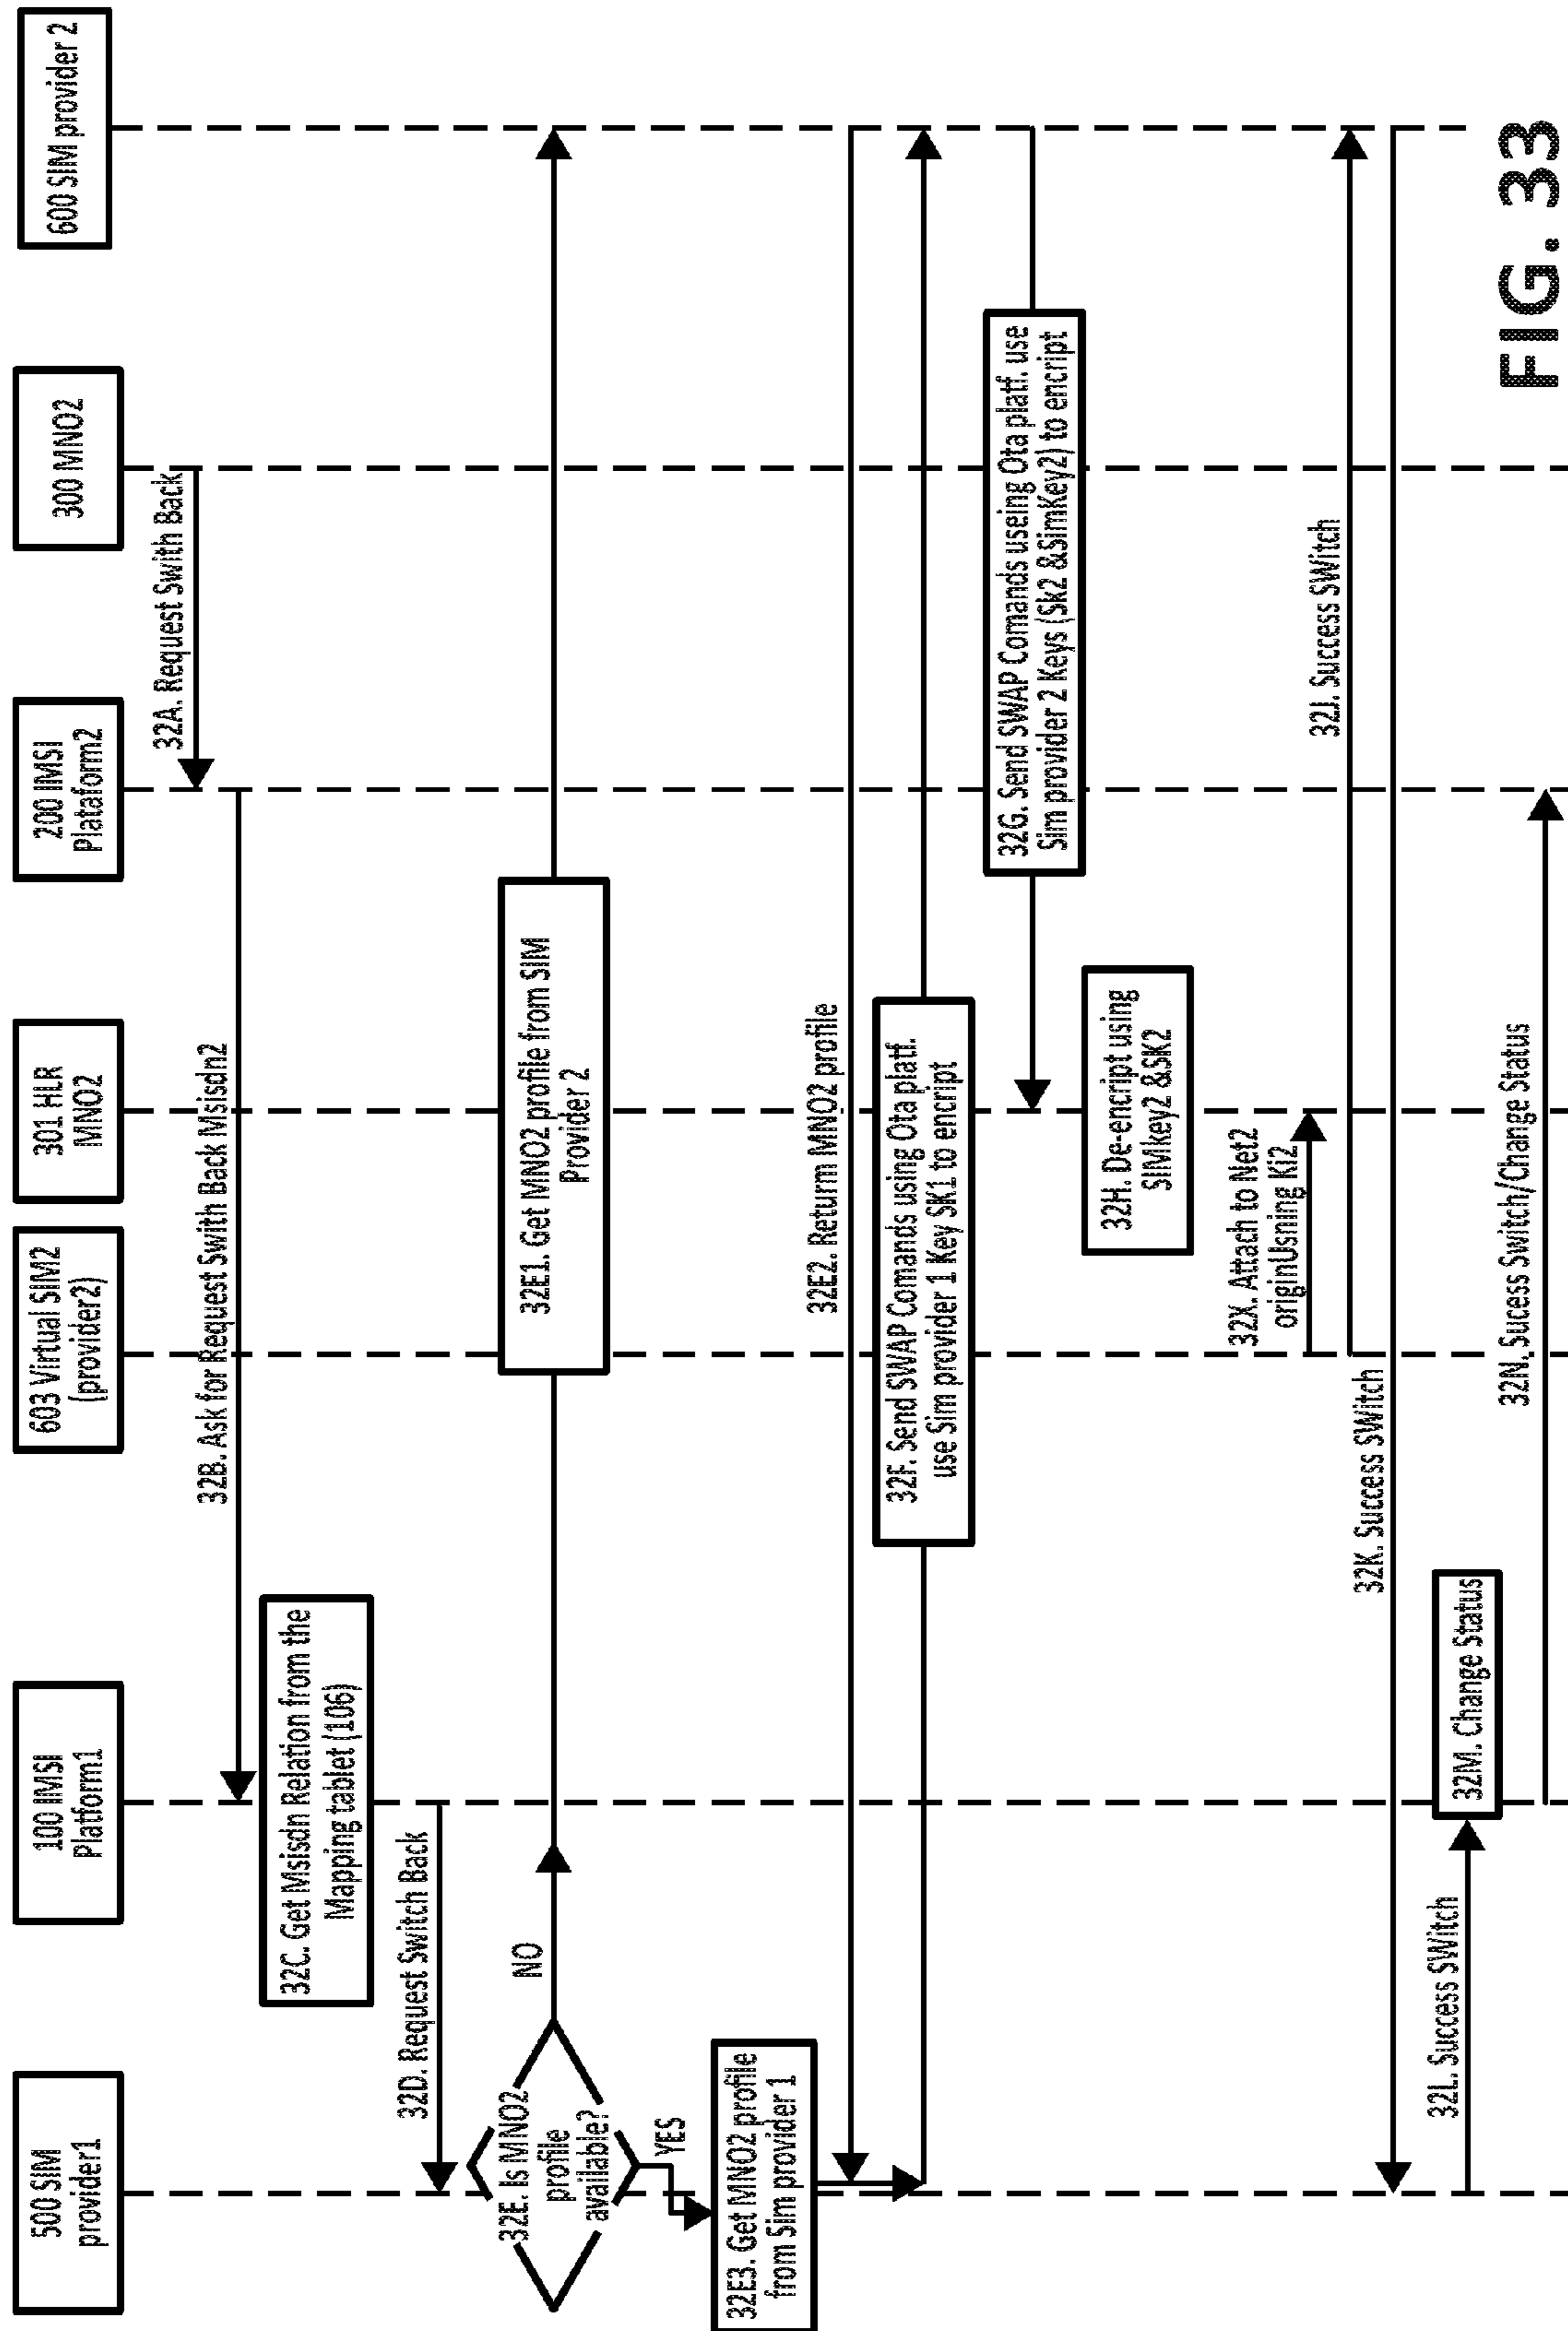 500 SIM
provider1
100 IMSI
Platform1
603 Virtual SIM2
(provider2)
301 HLR
MNO2
200 IMSI
Plataform2
300 MNO2
600 SIM provider 2
32A. Request Swith Back
32B. Ask for Request Swith Back Msisdn2
32C. Get Msisdn Relation from the
Mapping tablet (106)
32D. Request Switch Back
32E. Is MNO2
profile
available?
NO
YES
32E1. Get MNO2 profile from SIM
Provider 2
32E3. Get MNO2 profile
from Sim provider 1
32E2. Returm MNO2 profile
32F. Send SWAP Comands using Ota platf.
use Sim provider 1 Key SK1 to encript
32G. Send SWAP Comands useing Ota platf. use
Sim provider 2 Keys (Sk2 &SimKey2) to encript
32H. De-encript using
SIMkey2 &SK2
32X. Attach to Net2
originUsning Ki2
32J. Success SWitch
32K. Success SWitch
32L. Success SWitch
32M. Change Status
32N. Sucess Switch/Change Status
FIG. 33